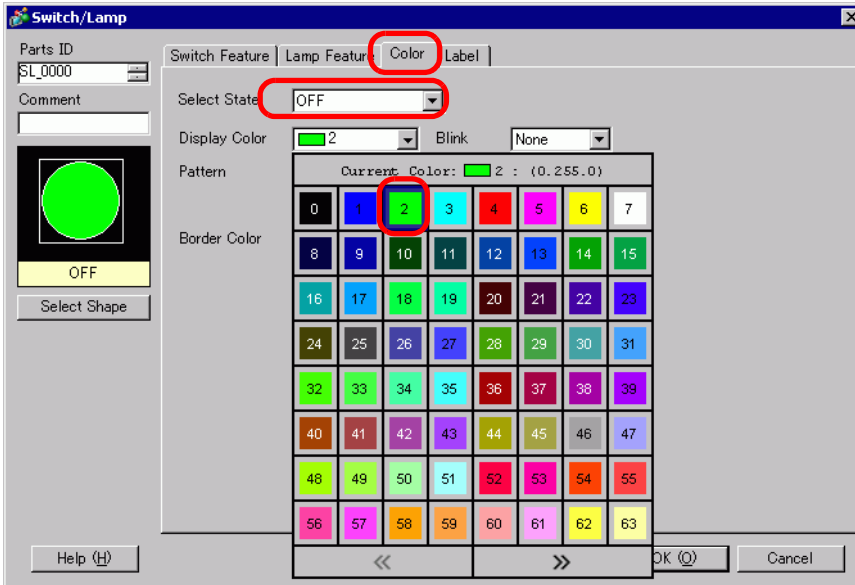 Switch/Lamp
Parts ID
SL_0000
Comment
OFF
Select Shape
Switch Feature Lamp Feature Color Label
Select State OFF
Display Color 2 Blink None
Pattern
Border Color
Current Color: 2 : (0.255.0)
0 1 2 3 4 5 6 7
8 9 10 11 12 13 14 15
16 17 18 19 20 21 22 23
24 25 26 27 28 29 30 31
32 33 34 35 36 37 38 39
40 41 42 43 44 45 46 47
48 49 50 51 52 53 54 55
56 57 58 59 60 61 62 63
« »
Help (H) OK (O) Cancel